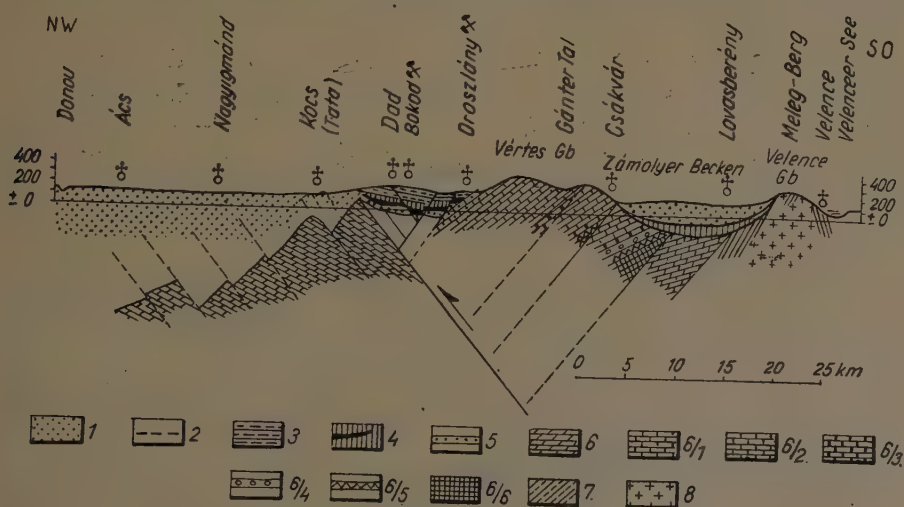 NW
SO
Donau
Ács
Nagyigmánd
Kocs
(Tata)
Dad
Bokod
Oroszlány
Vértes Gb
Gánter Tal
Csákvár
Zámolyer Becken
Lovasberény
Velence
Gb
Meleg-Berg
Velence
Velenceer See
400
200
± 0
400
200
± 0
0 5 10 15 20 25 km
1 2 3 4 5 6 6/1 6/2 6/3
6/4 6/5 6/6 7 8